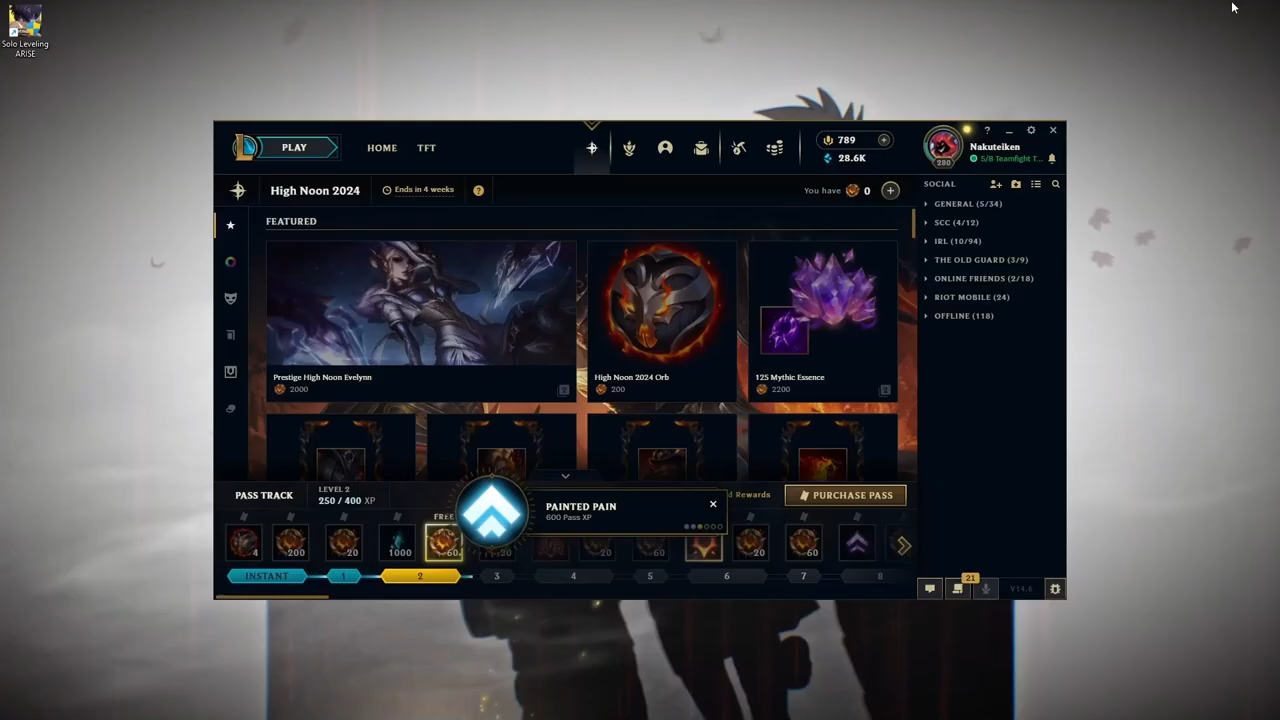 Solo Leveling
ARISE
PLAY
HOME
TFT
789
28.6K
280
Nakuteiken
5/8 Teamfight T...
High Noon 2024
Ends in 4 weeks
?
You have 0
SOCIAL
GENERAL (5/34)
SCC (4/12)
IRL (10/94)
THE OLD GUARD (3/9)
ONLINE FRIENDS (2/18)
RIOT MOBILE (24)
OFFLINE (118)
FEATURED
Prestige High Noon Evelynn
2000
High Noon 2024 Orb
200
125 Mythic Essence
2200
PASS TRACK
LEVEL 2
250 / 400 XP
FREE
PAINTED PAIN
600 Pass XP
d Rewards
PURCHASE PASS
4
200
20
1000
60
20
60
20
60
INSTANT
1
2
3
4
5
6
7
8
21
V14.6